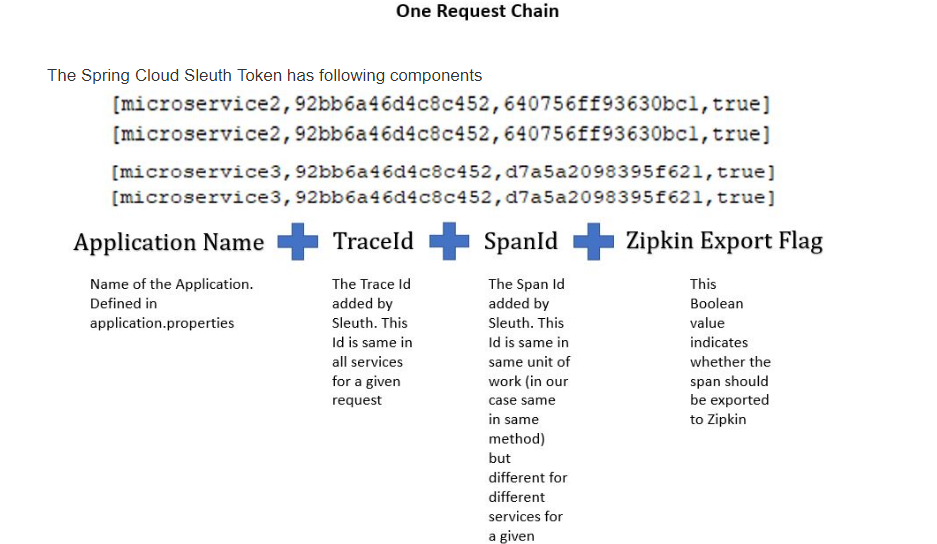 One Request Chain
The Spring Cloud Sleuth Token has following components
[microservice2,92bb6a46d4c8c452,640756ff93630bc1,true]
[microservice2,92bb6a46d4c8c452,640756ff93630bc1,true]
[microservice3,92bb6a46d4c8c452,d7a5a2098395f621,true]
[microservice3,92bb6a46d4c8c452,d7a5a2098395f621,true]
Application Name TraceId SpanId Zipkin Export Flag
Name of the Application.
Defined in
application.properties
The Trace Id
added by
Sleuth. This
Id is same in
all services
for a given
request
The Span Id
added by
Sleuth. This
Id is same in
same unit of
work (in our
case same
in same
method)
but
different for
different
services for
a given
This
Boolean
value
indicates
whether the
span should
be exported
to Zipkin